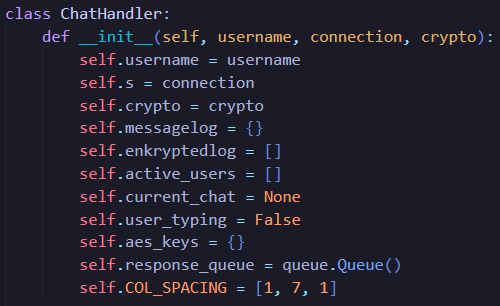 class ChatHandler:
    def __init__(self, username, connection, crypto):
        self.username = username
        self.s = connection
        self.crypto = crypto
        self.messagelog = {}
        self.enkryptedlog = []
        self.active_users = []
        self.current_chat = None
        self.user_typing = False
        self.aes_keys = {}
        self.response_queue = queue.Queue()
        self.COL_SPACING = [1, 7, 1]